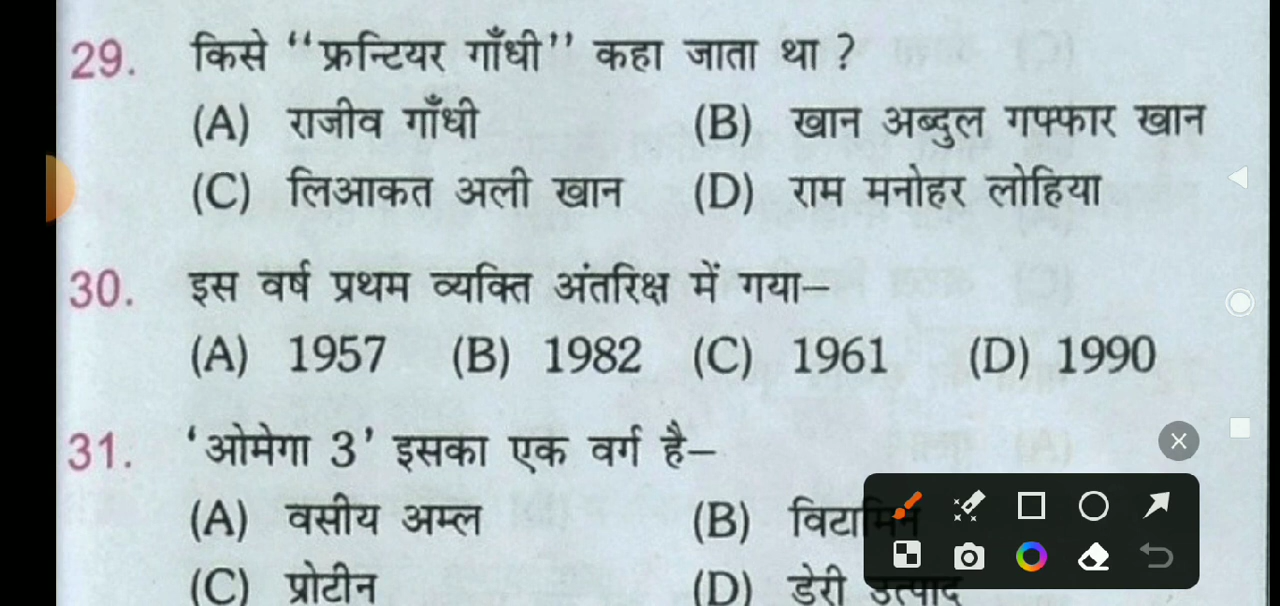 29. किसे ‘‘फ्रन्टियर गाँधी’’ कहा जाता था ?
(A) राजीव गाँधी (B) खान अब्दुल गफ्फार खान
(C) लिआकत अली खान (D) राम मनोहर लोहिया
30. इस वर्ष प्रथम व्यक्ति अंतरिक्ष में गया–
(A) 1957 (B) 1982 (C) 1961 (D) 1990
31. ‘ओमेगा 3’ इसका एक वर्ग है–
(A) वसीय अम्ल (B) विटामिन
(C) प्रोटीन (D) डेरी उत्पाद